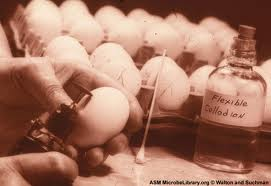 Flexible
Collodion
ASM MicrobeLibrary.org © Walton and Suchman